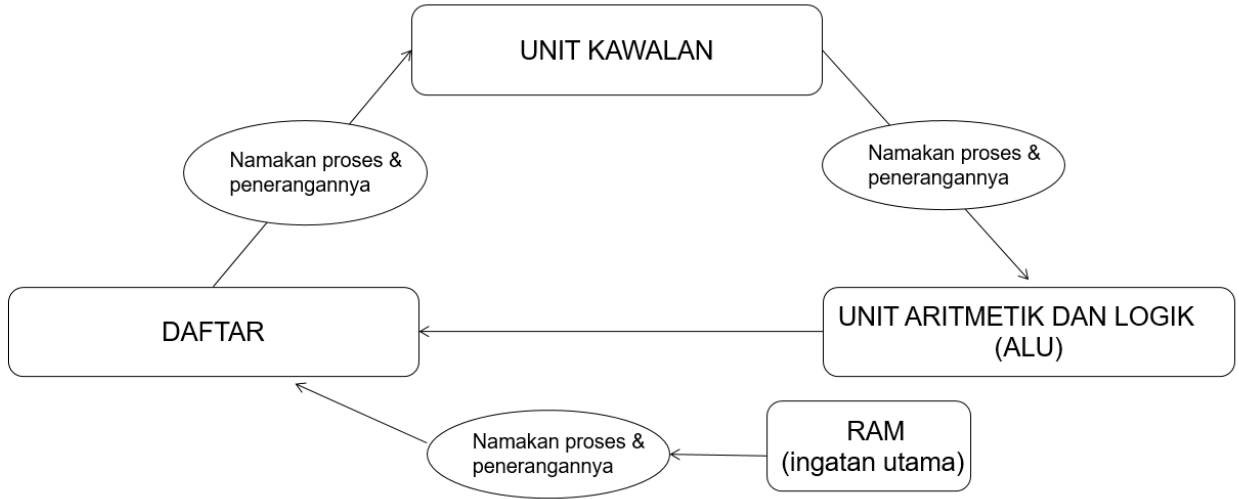 UNIT KAWALAN
Namakan proses &
penerangannya
Namakan proses &
penerangannya
DAFTAR
UNIT ARITMETIK DAN LOGIK
(ALU)
Namakan proses &
penerangannya
RAM
(ingatan utama)